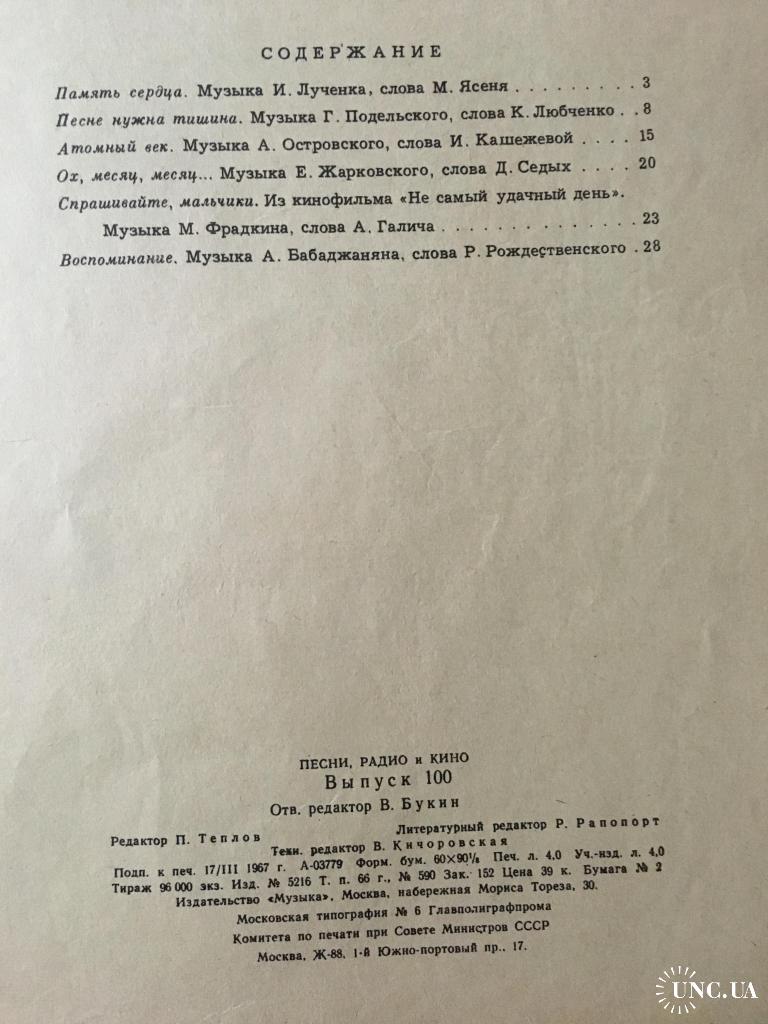 СОДЕРЖАНИЕ
Память сердца. Музыка И. Лученка, слова М. Ясеня . . . . . . . . . 3
Песне нужна тишина. Музыка Г. Подельского, слова К. Любченко . . 8
Атомный век. Музыка А. Островского, слова И. Кашежевой . . . . 15
Ох, месяц, месяц... Музыка Е. Жарковского, слова Д. Седых . . . . 20
Спрашивайте, мальчики. Из кинофильма «Не самый удачный день».
Музыка М. Фрадкина, слова А. Галича . . . . . . . . . . . . . . 23
Воспоминание. Музыка А. Бабаджаняна, слова Р. Рождественского . 28
ПЕСНИ, РАДИО и КИНО
Выпуск 100
Отв. редактор В. Букин
Редактор П. Теплов Литературный редактор Р. Рапопорт
Техн. редактор В. Кичоровская
Подп. к печ. 17/III 1967 г. А-03779 Форм. бум. 60×90⅛ Печ. л. 4,0 Уч.-изд. л. 4,0
Тираж 96 000 экз. Изд. № 5216 Т. п. 66 г., № 590 Зак. 152 Цена 39 к. Бумага № 2
Издательство «Музыка», Москва, набережная Мориса Тореза, 30.
Московская типография № 6 Главполиграфпрома
Комитета по печати при Совете Министров СССР
Москва, Ж-88, 1-й Южно-портовый пр., 17.
UNC.UA